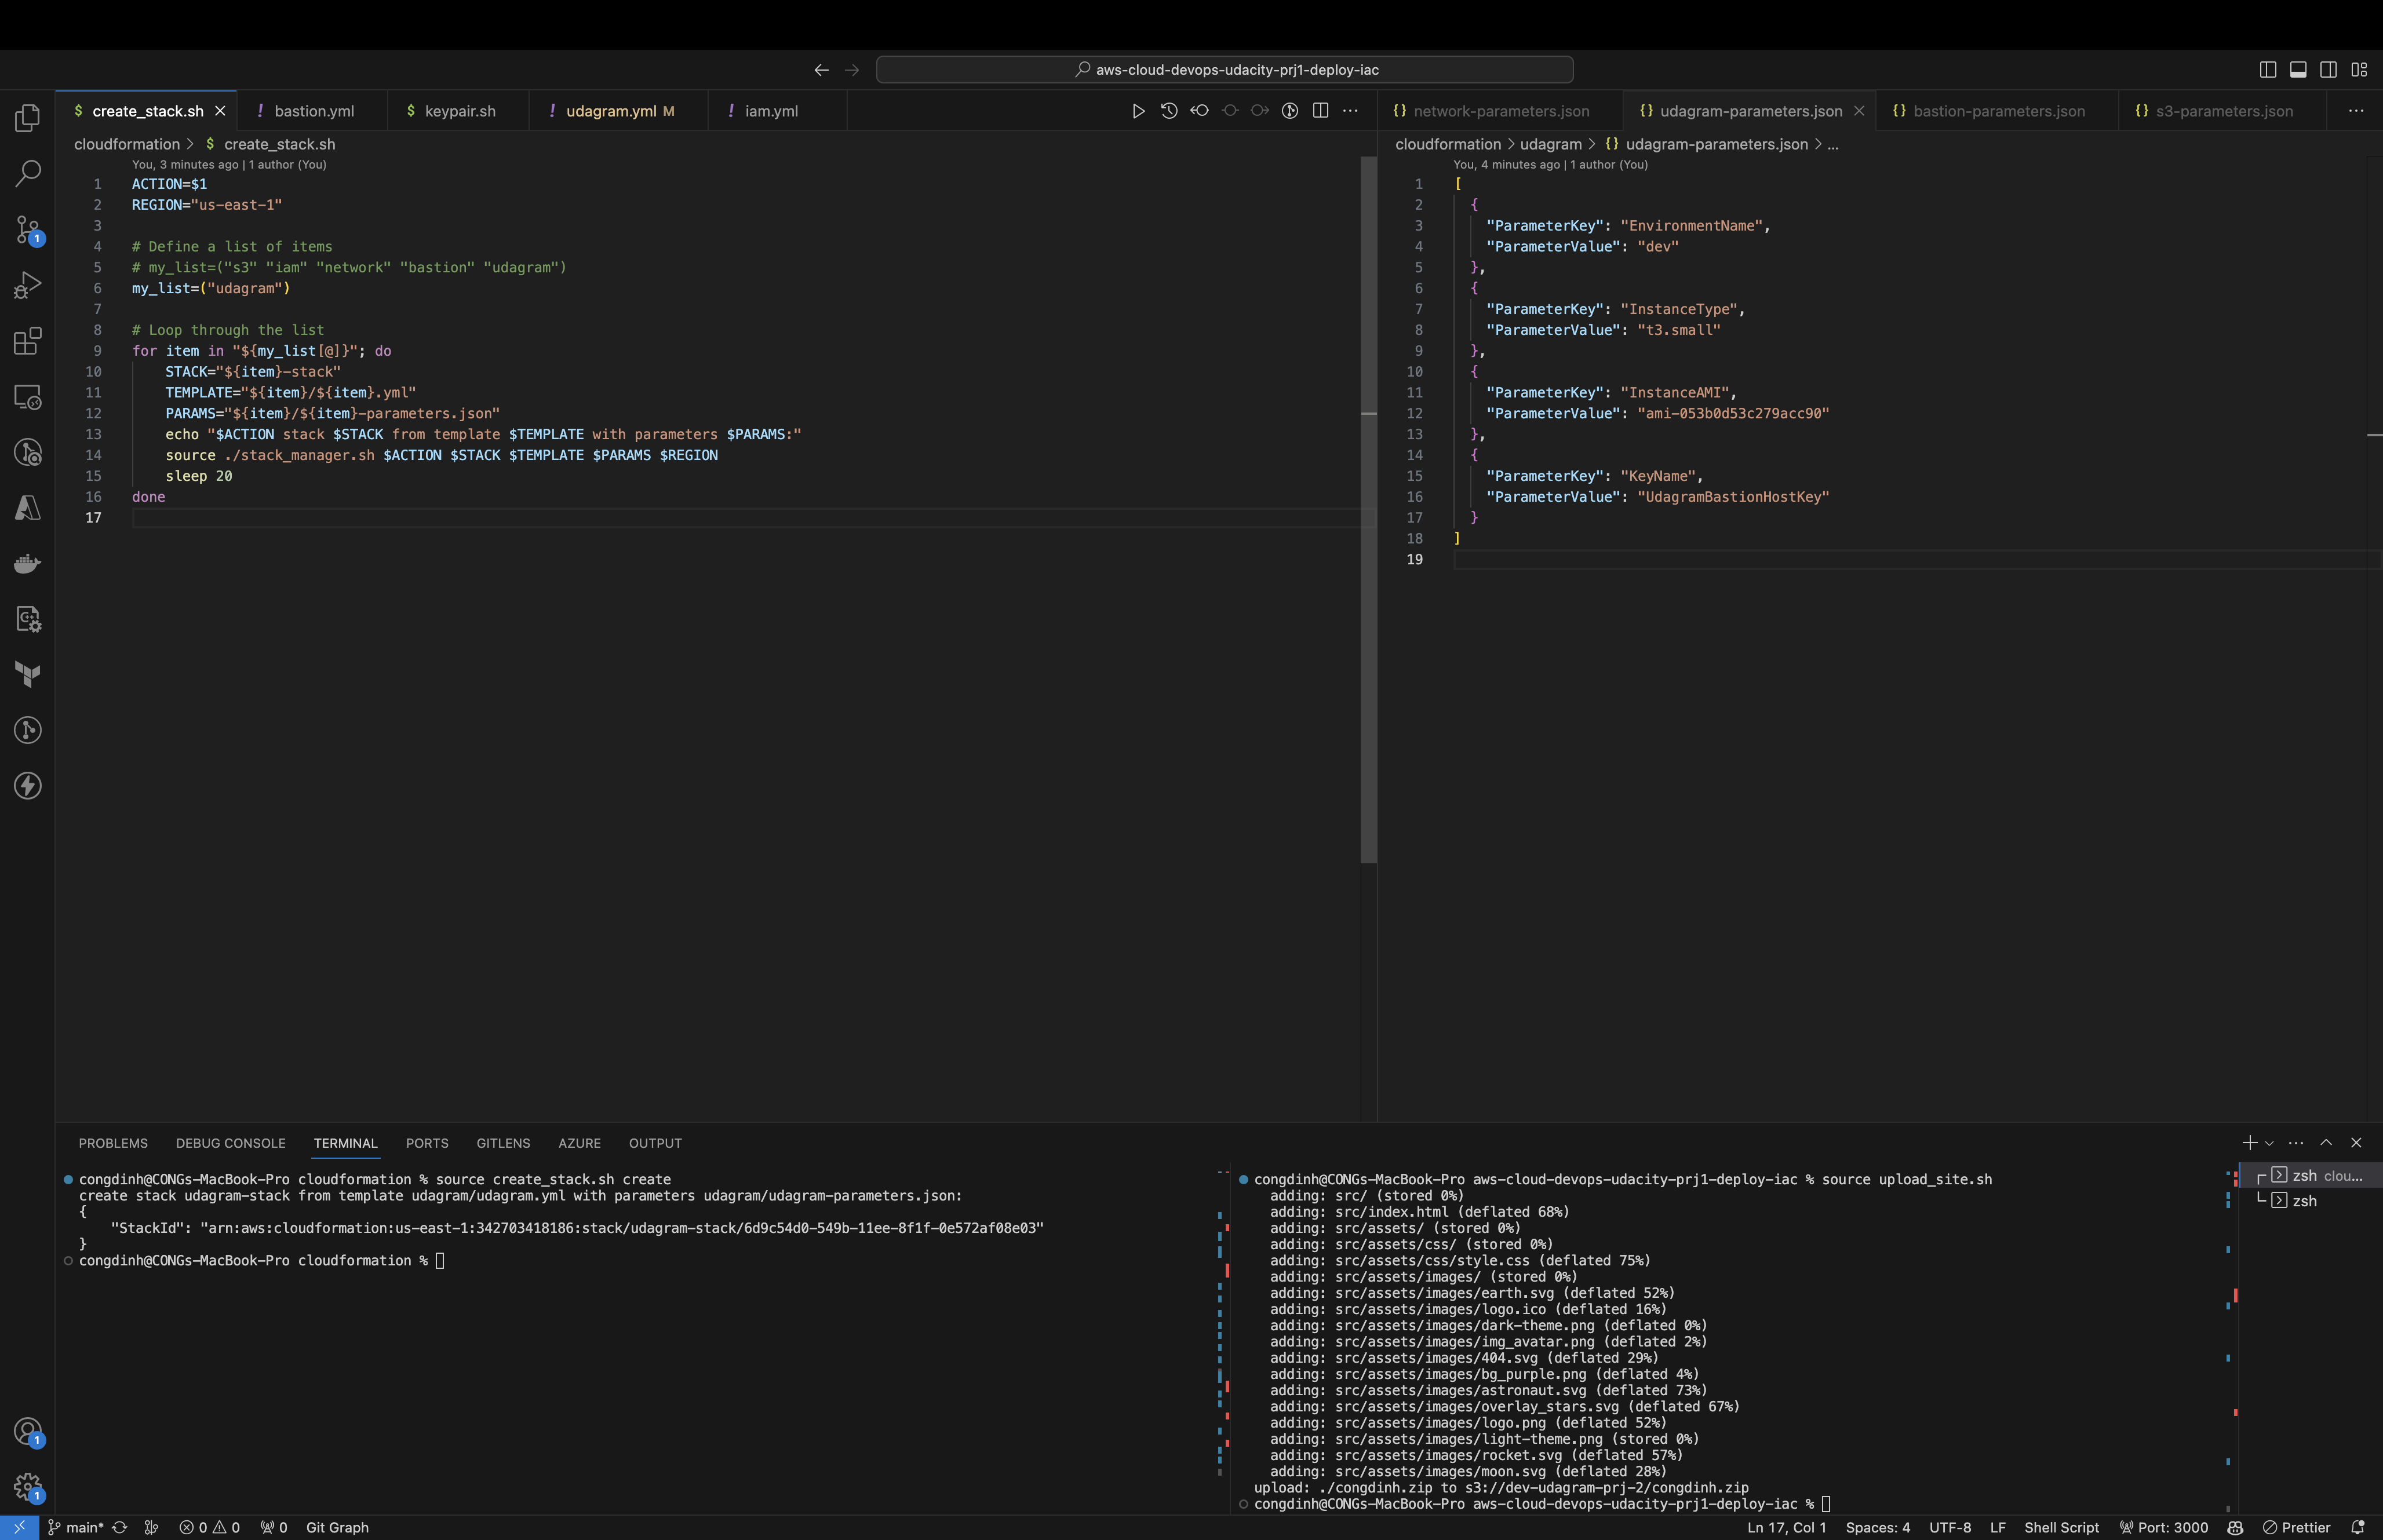 aws-cloud-devops-udacity-prj1-deploy-iac
$ create_stack.sh
! bastion.yml
$ keypair.sh
! udagram.yml M
! iam.yml
{} network-parameters.json
{} udagram-parameters.json
{} bastion-parameters.json
{} s3-parameters.json
cloudformation > $ create_stack.sh
You, 3 minutes ago | 1 author (You)
1 ACTION=$1
2 REGION="us-east-1"
3
4 # Define a list of items
5 # my_list=("s3" "iam" "network" "bastion" "udagram")
6 my_list=("udagram")
7
8 # Loop through the list
9 for item in "${my_list[@]}"; do
10 STACK="${item}-stack"
11 TEMPLATE="${item}/${item}.yml"
12 PARAMS="${item}/${item}-parameters.json"
13 echo "$ACTION stack $STACK from template $TEMPLATE with parameters $PARAMS:"
14 source ./stack_manager.sh $ACTION $STACK $TEMPLATE $PARAMS $REGION
15 sleep 20
16 done
17
cloudformation > udagram > {} udagram-parameters.json > ...
You, 4 minutes ago | 1 author (You)
1 [
2 {
3 "ParameterKey": "EnvironmentName",
4 "ParameterValue": "dev"
5 },
6 {
7 "ParameterKey": "InstanceType",
8 "ParameterValue": "t3.small"
9 },
10 {
11 "ParameterKey": "InstanceAMI",
12 "ParameterValue": "ami-053b0d53c279acc90"
13 },
14 {
15 "ParameterKey": "KeyName",
16 "ParameterValue": "UdagramBastionHostKey"
17 }
18 ]
19
PROBLEMS DEBUG CONSOLE TERMINAL PORTS GITLENS AZURE OUTPUT
congdinh@CONGs-MacBook-Pro cloudformation % source create_stack.sh create
create stack udagram-stack from template udagram/udagram.yml with parameters udagram/udagram-parameters.json:
{
"StackId": "arn:aws:cloudformation:us-east-1:342703418186:stack/udagram-stack/6d9c54d0-549b-11ee-8f1f-0e572af08e03"
}
congdinh@CONGs-MacBook-Pro cloudformation %
congdinh@CONGs-MacBook-Pro aws-cloud-devops-udacity-prj1-deploy-iac % source upload_site.sh
adding: src/ (stored 0%)
adding: src/index.html (deflated 68%)
adding: src/assets/ (stored 0%)
adding: src/assets/css/ (stored 0%)
adding: src/assets/css/style.css (deflated 75%)
adding: src/assets/images/ (stored 0%)
adding: src/assets/images/earth.svg (deflated 52%)
adding: src/assets/images/logo.ico (deflated 16%)
adding: src/assets/images/dark-theme.png (deflated 0%)
adding: src/assets/images/img_avatar.png (deflated 2%)
adding: src/assets/images/404.svg (deflated 29%)
adding: src/assets/images/bg_purple.png (deflated 4%)
adding: src/assets/images/astronaut.svg (deflated 73%)
adding: src/assets/images/overlay_stars.svg (deflated 67%)
adding: src/assets/images/logo.png (deflated 52%)
adding: src/assets/images/light-theme.png (stored 0%)
adding: src/assets/images/rocket.svg (deflated 57%)
adding: src/assets/images/moon.svg (deflated 28%)
upload: ./congdinh.zip to s3://dev-udagram-prj-2/congdinh.zip
congdinh@CONGs-MacBook-Pro aws-cloud-devops-udacity-prj1-deploy-iac %
zsh clou...
zsh
1
1
1
main* 0 0 0 Git Graph
Ln 17, Col 1 Spaces: 4 UTF-8 LF Shell Script Port: 3000 Prettier